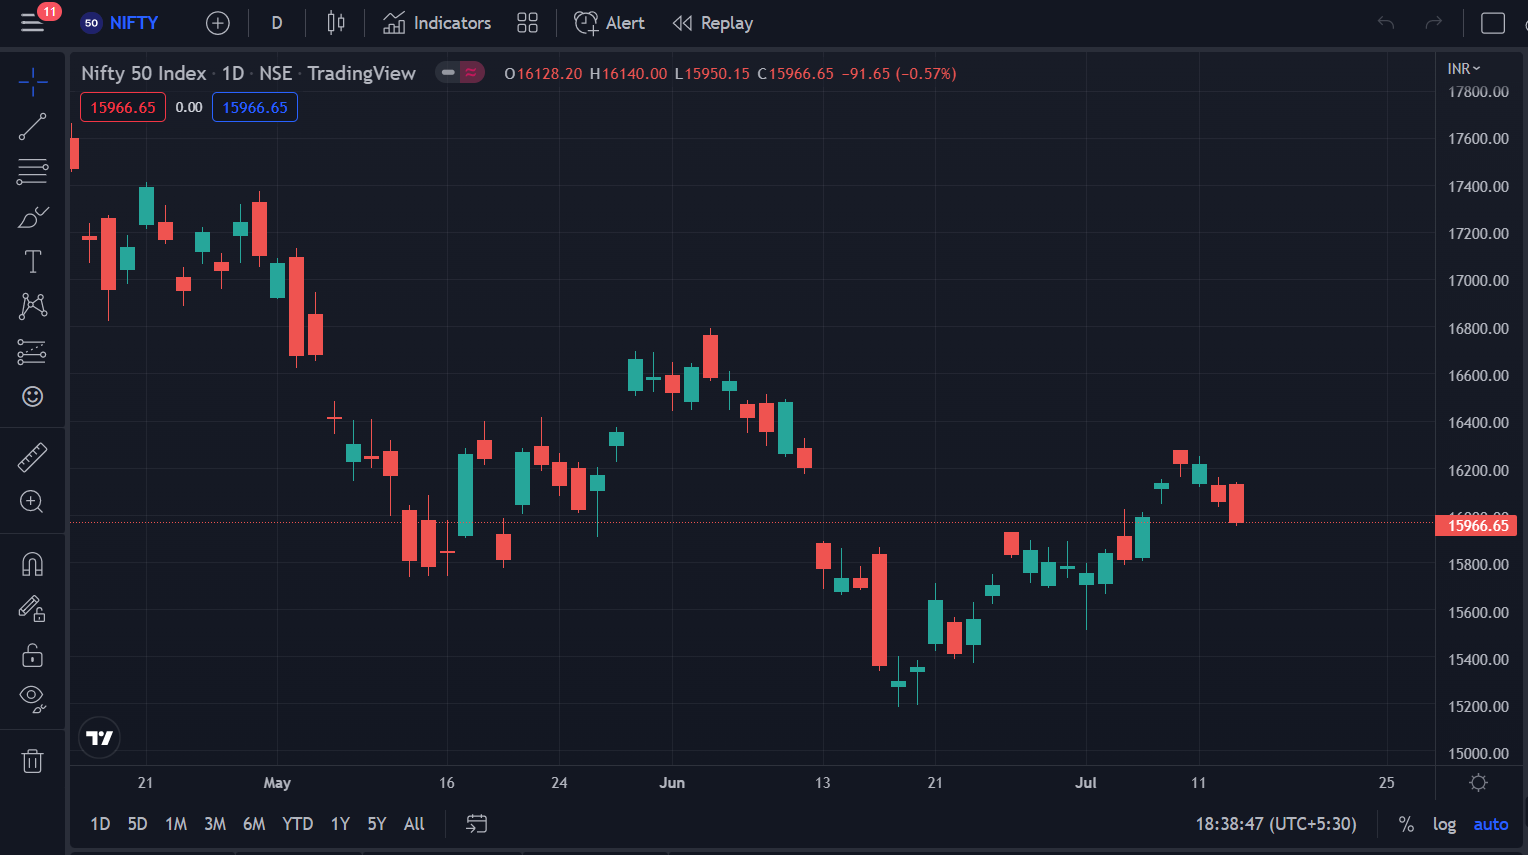 11
50 NIFTY D Indicators Alert Replay
Nifty 50 Index · 1D · NSE · TradingView O16128.20 H16140.00 L15950.15 C15966.65 −91.65 (−0.57%)
15966.65 0.00 15966.65
INR
17800.00
17600.00
17400.00
17200.00
17000.00
16800.00
16600.00
16400.00
16200.00
16000.00
15966.65
15800.00
15600.00
15400.00
15200.00
15000.00
21 May 16 24 Jun 13 21 Jul 11 25
1D 5D 1M 3M 6M YTD 1Y 5Y All 18:38:47 (UTC+5:30) % log auto